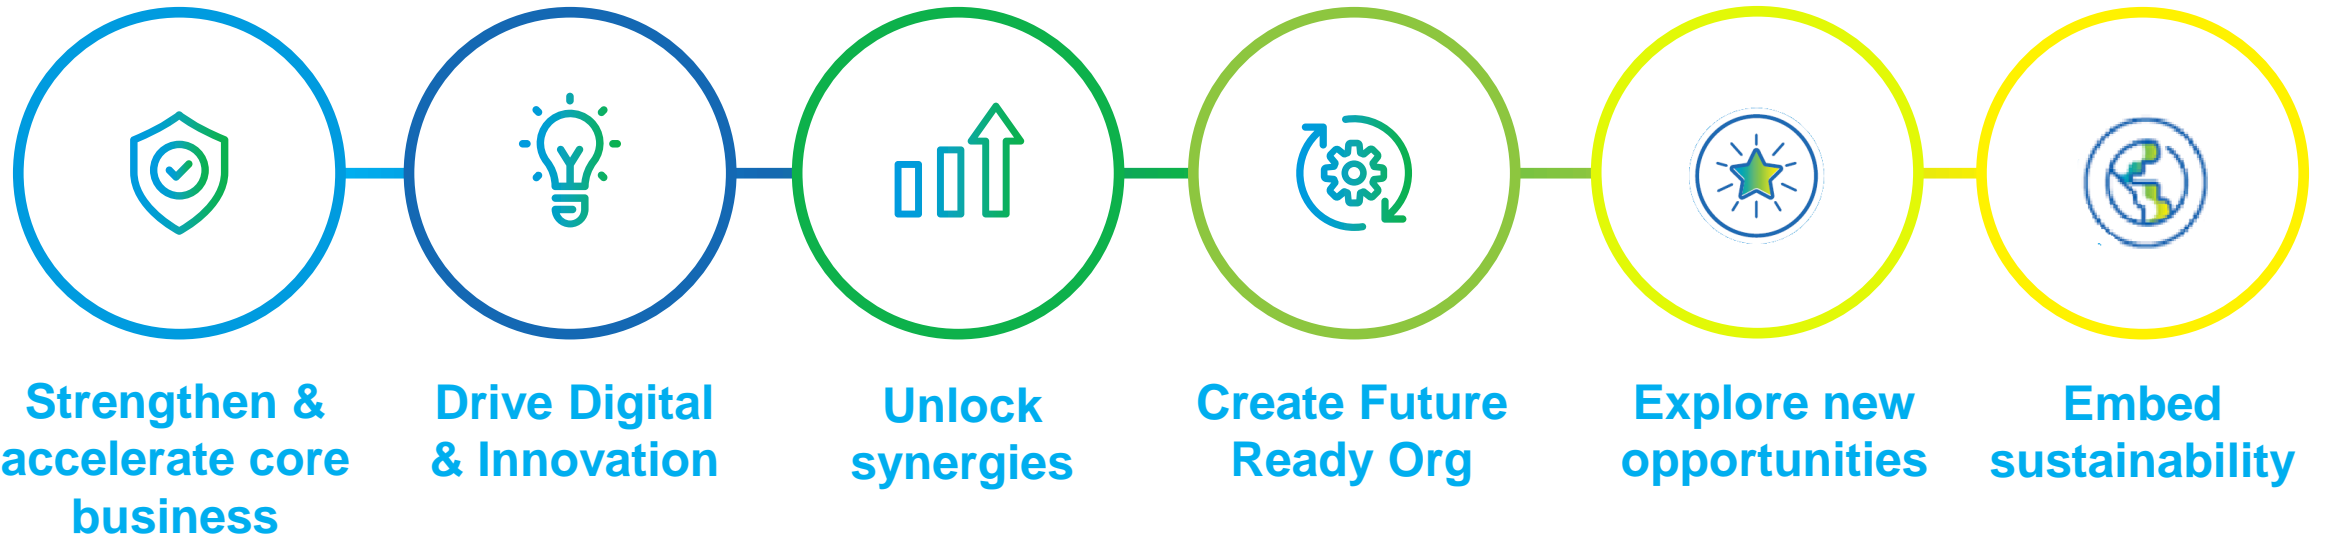 Strengthen &
accelerate core
business
Drive Digital
& Innovation
Unlock
synergies
Create Future
Ready Org
Explore new
opportunities
Embed
sustainability